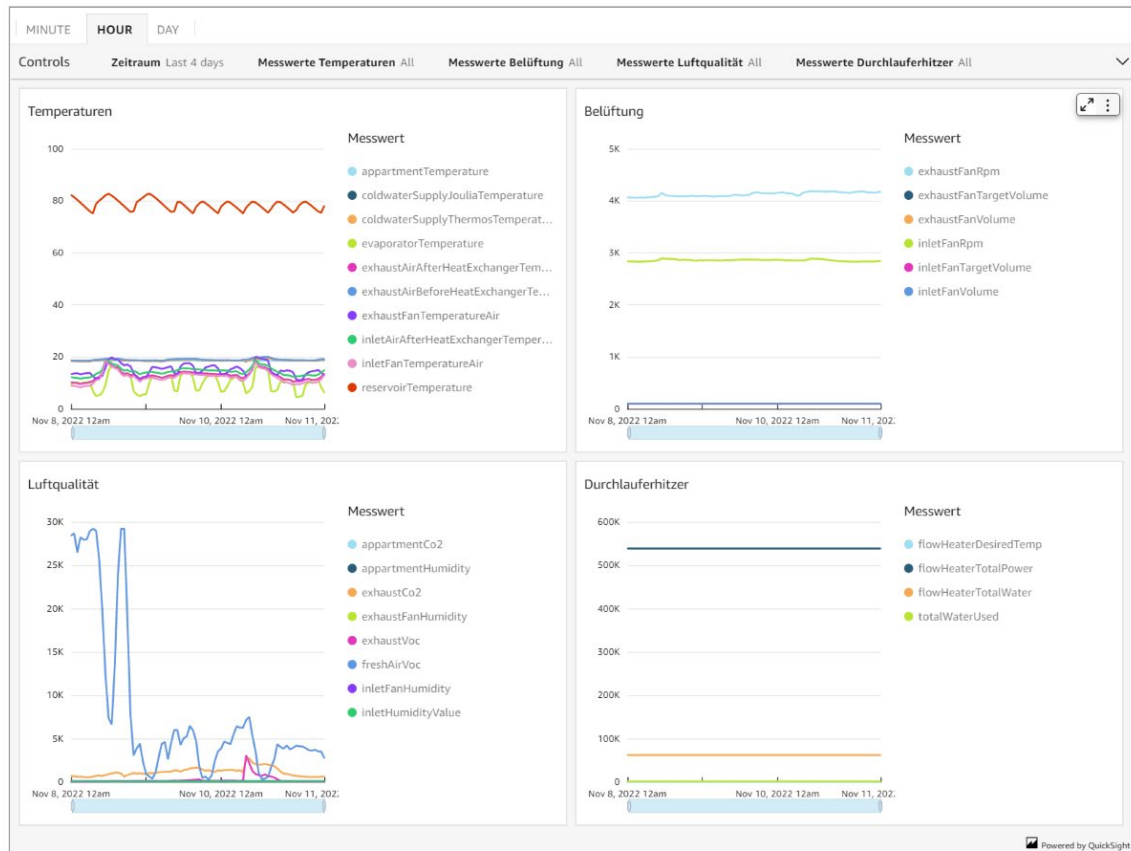 MINUTE HOUR DAY
Controls Zeitraum Last 4 days Messwerte Temperaturen All Messwerte Belüftung All Messwerte Luftqualität All Messwerte Durchlauferhitzer All
Temperaturen
100
80
60
40
20
0
Nov 8, 2022 12am Nov 10, 2022 12am Nov 11, 202
Messwert
appartmentTemperature
coldwaterSupplyJouliaTemperature
coldwaterSupplyThermosTemperat...
evaporatorTemperature
exhaustAirAfterHeatExchangerTem...
exhaustAirBeforeHeatExchangerTe...
exhaustFanTemperatureAir
inletAirAfterHeatExchangerTemper...
inletFanTemperatureAir
reservoirTemperature
Belüftung
5K
4K
3K
2K
1K
0
Nov 8, 2022 12am Nov 10, 2022 12am Nov 11, 202
Messwert
exhaustFanRpm
exhaustFanTargetVolume
exhaustFanVolume
inletFanRpm
inletFanTargetVolume
inletFanVolume
Luftqualität
30K
25K
20K
15K
10K
5K
0
Nov 8, 2022 12am Nov 10, 2022 12am Nov 11, 202
Messwert
appartmentCo2
appartmentHumidity
exhaustCo2
exhaustFanHumidity
exhaustVoc
freshAirVoc
inletFanHumidity
inletHumidityValue
Durchlauferhitzer
600K
500K
400K
300K
200K
100K
0
Nov 8, 2022 12am Nov 10, 2022 12am Nov 11, 202
Messwert
flowHeaterDesiredTemp
flowHeaterTotalPower
flowHeaterTotalWater
totalWaterUsed
Powered by QuickSight